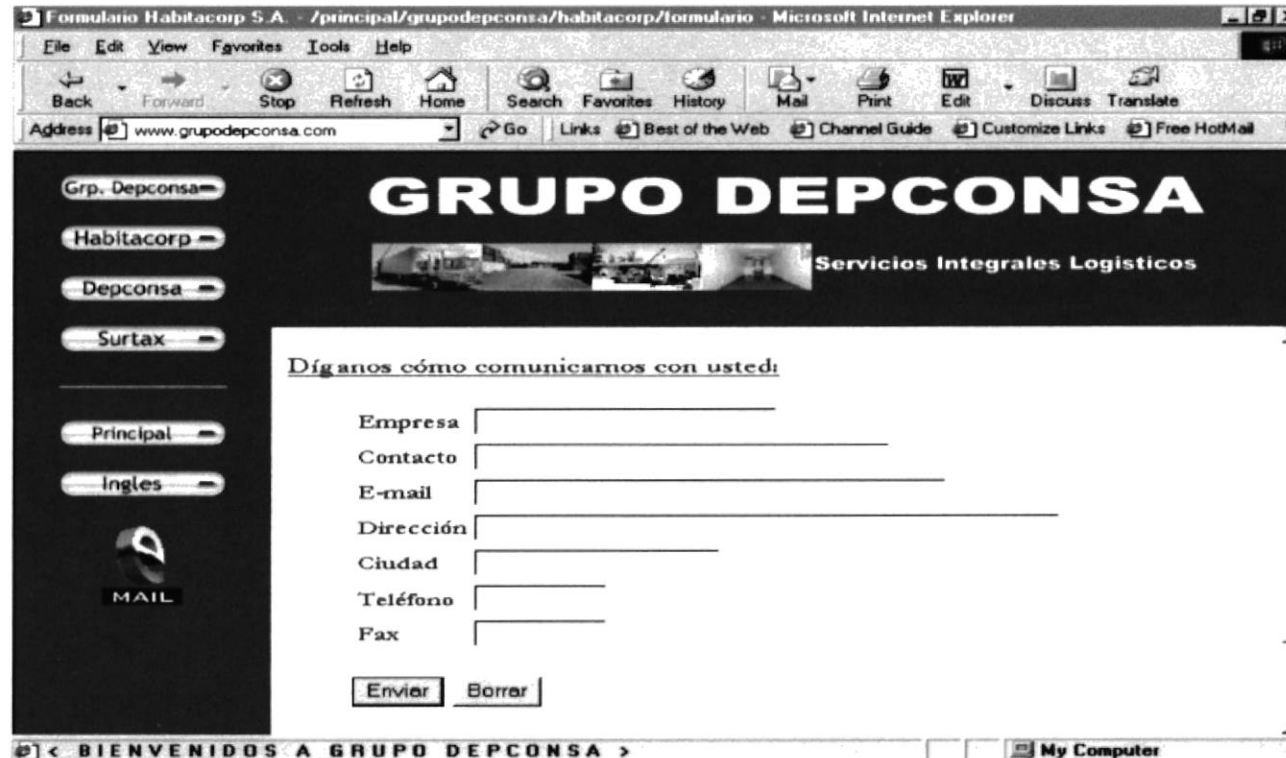 Formulario Habitacorp S.A. - /principal/grupodepconsa/habitacorp/formulario - Microsoft Internet Explorer
File Edit View Favorites Tools Help
Back Forward Stop Refresh Home Search Favorites History Mail Print Edit Discuss Translate
Address www.grupodepconsa.com Go Links Best of the Web Channel Guide Customize Links Free HotMail
Grp. Depconsa
Habitacorp
Depconsa
Surtax
Principal
Ingles
MAIL
GRUPO DEPCONSA
Servicios Integrales Logisticos
Díganos cómo comunicarnos con usted:
Empresa
Contacto
E-mail
Dirección
Ciudad
Teléfono
Fax
Enviar Borrar
< BIENVENIDOS A GRUPO DEPCONSA > My Computer